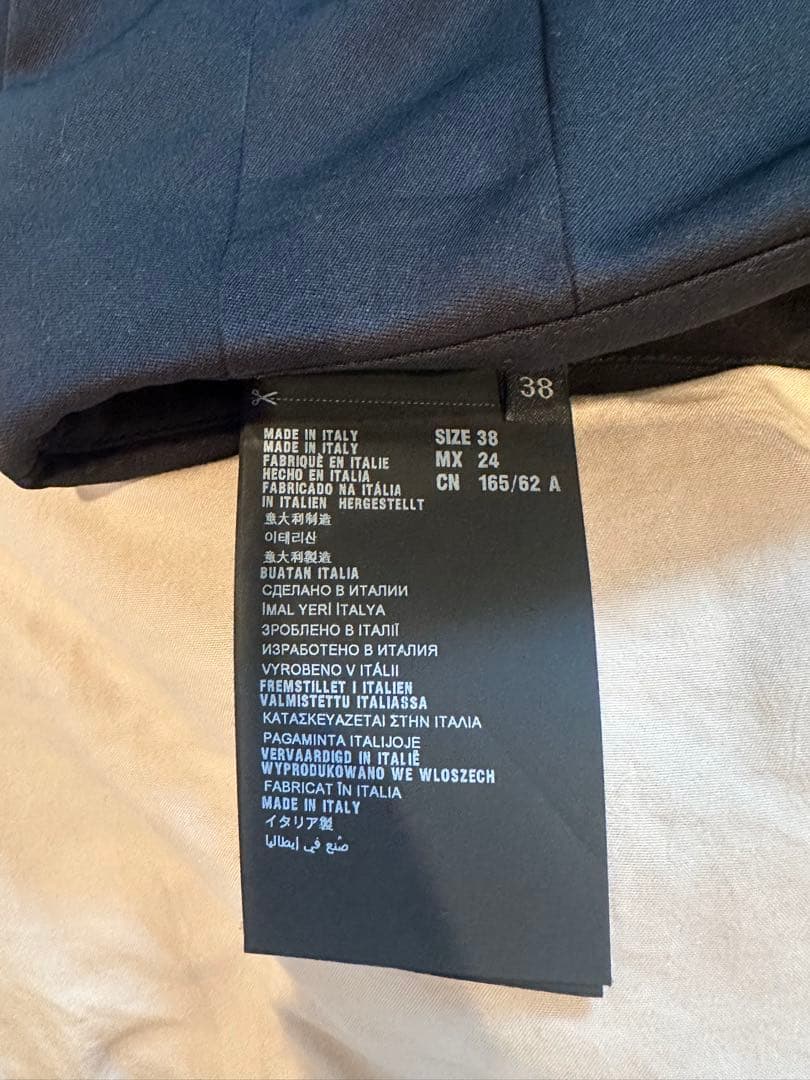 38
MADE IN ITALY
MADE IN ITALY
FABRIQUÈ EN ITALIE
HECHO EN ITALIA
FABRICADO NA ITÁLIA
IN ITALIEN HERGESTELLT
意大利制造
이테리산
意大利製造
BUATAN ITALIA
СДЕЛАНО В ИТАЛИИ
İMAL YERİ İTALYA
ЗРОБЛЕНО В ІТАЛІЇ
ИЗРАБОТЕНО В ИТАЛИЯ
VYROBENO V ITÁLII
FREMSTILLET I ITALIEN
VALMISTETTU ITALIASSA
ΚΑΤΑΣΚΕΥΑΖΕΤΑΙ ΣΤΗΝ ΙΤΑΛΙΑ
PAGAMINTA ITALIJOJE
VERVAARDIGD IN ITALIË
WYPRODUKOWANO WE WLOSZECH
FABRICAT ÎN ITALIA
MADE IN ITALY
イタリア製
صُنع في إيطاليا
SIZE 38
MX 24
CN 165/62 A